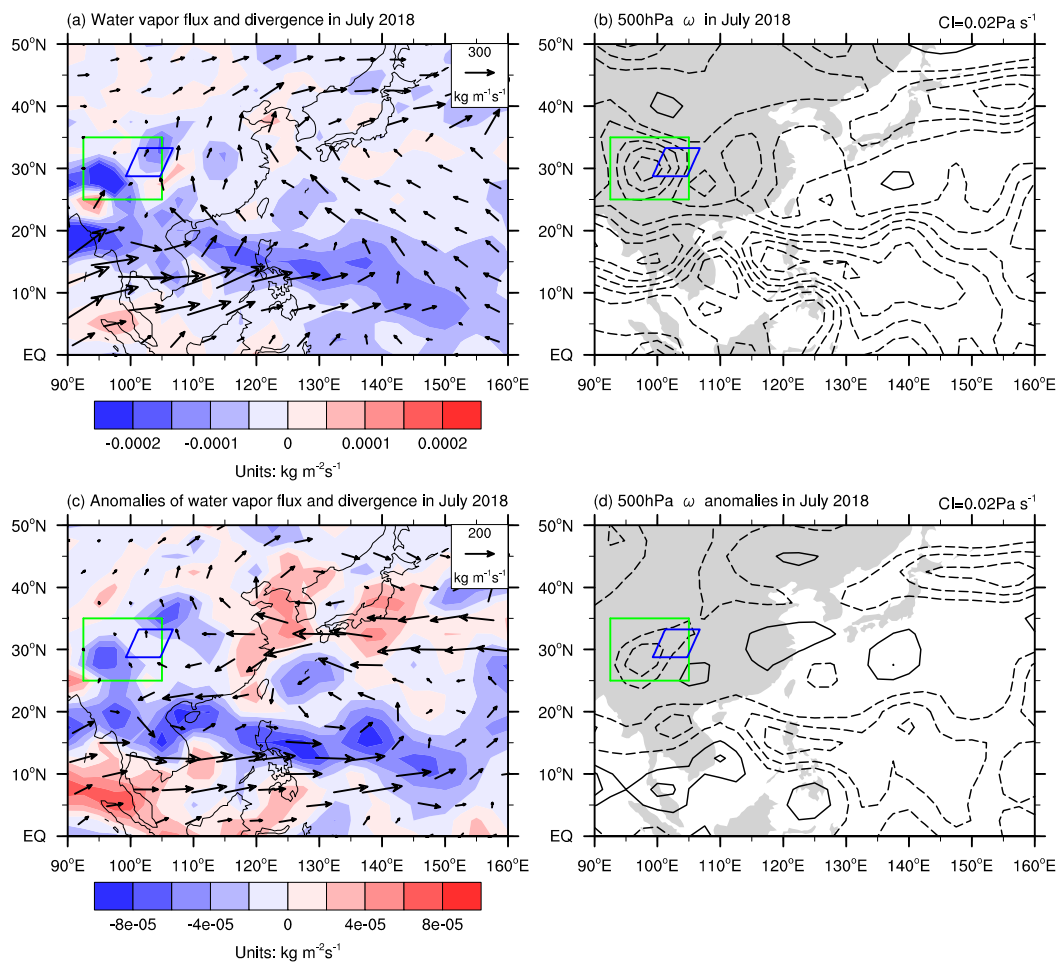 (a) Water vapor flux and divergence in July 2018
300
kg m⁻¹s⁻¹
50°N
40°N
30°N
20°N
10°N
EQ
90°E 100°E 110°E 120°E 130°E 140°E 150°E 160°E
-0.0002 -0.0001 0 0.0001 0.0002
Units: kg m⁻²s⁻¹
(b) 500hPa ω in July 2018 CI=0.02Pa s⁻¹
50°N
40°N
30°N
20°N
10°N
EQ
90°E 100°E 110°E 120°E 130°E 140°E 150°E 160°E
(c) Anomalies of water vapor flux and divergence in July 2018
200
kg m⁻¹s⁻¹
50°N
40°N
30°N
20°N
10°N
EQ
90°E 100°E 110°E 120°E 130°E 140°E 150°E 160°E
-8e-05 -4e-05 0 4e-05 8e-05
Units: kg m⁻²s⁻¹
(d) 500hPa ω anomalies in July 2018 CI=0.02Pa s⁻¹
50°N
40°N
30°N
20°N
10°N
EQ
90°E 100°E 110°E 120°E 130°E 140°E 150°E 160°E